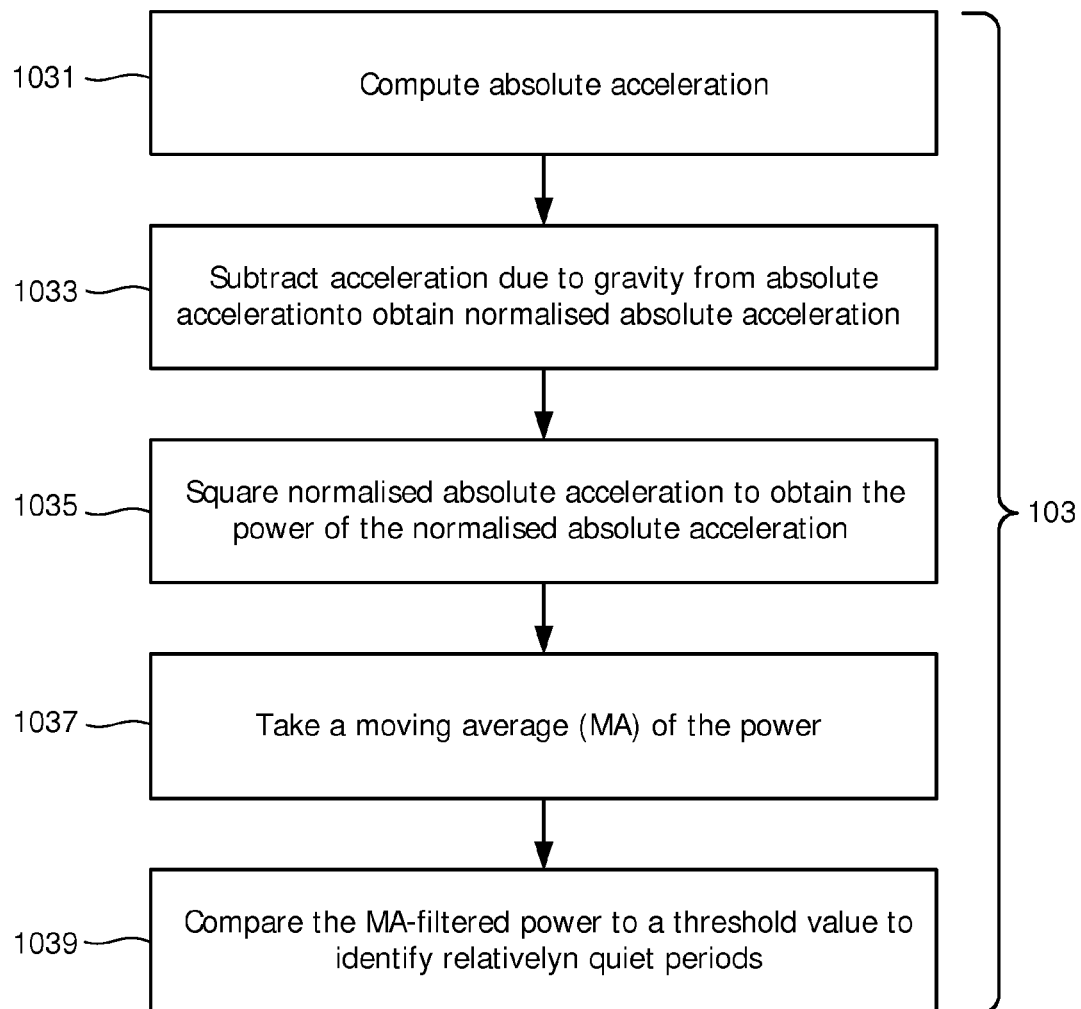 1031
Compute absolute acceleration
1033
Subtract acceleration due to gravity from absolute
accelerationto obtain normalised absolute acceleration
1035
Square normalised absolute acceleration to obtain the
power of the normalised absolute acceleration
103
1037
Take a moving average (MA) of the power
1039
Compare the MA-filtered power to a threshold value to
identify relativelyn quiet periods